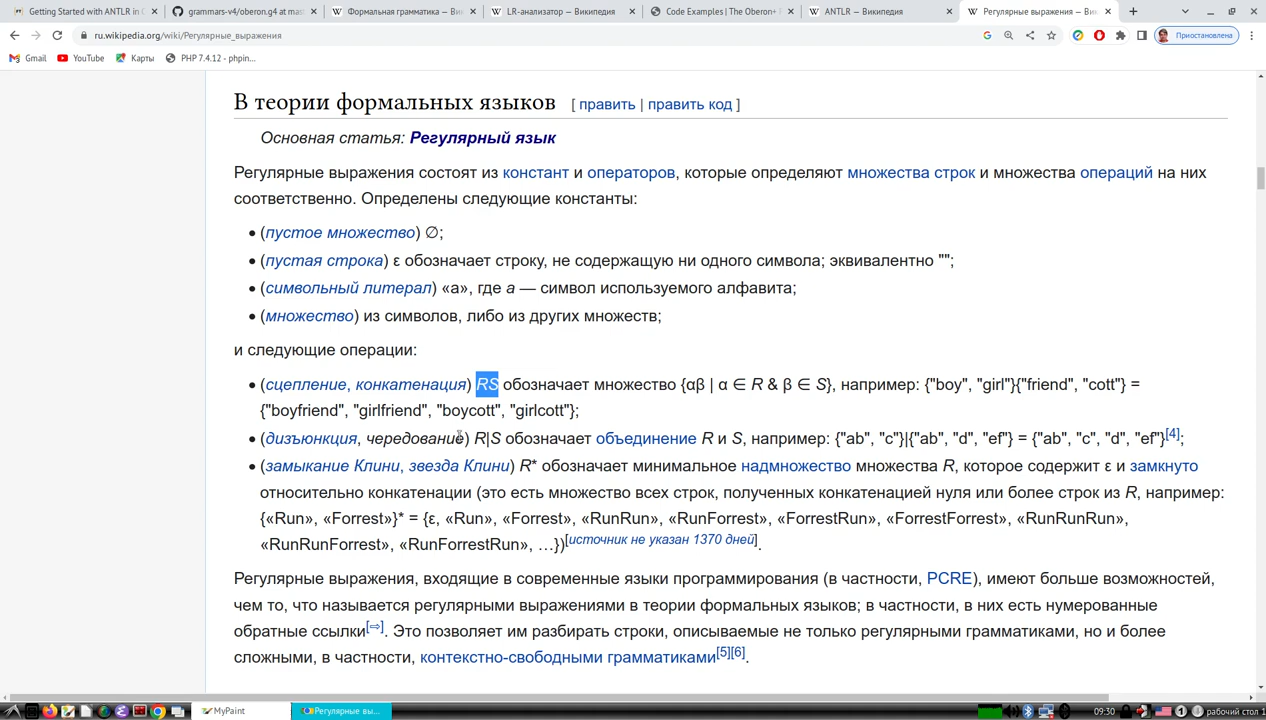 Getting Started with ANTLR in C
grammars-v4/oberon.g4 at mast
Формальная грамматика — Вики
LR-анализатор — Википедия
Code Examples | The Oberon+ P
ANTLR — Википедия
Регулярные выражения — Вики
ru.wikipedia.org/wiki/Регулярные_выражения
Приостановлена
Gmail
YouTube
Карты
PHP 7.4.12 - phpin...
В теории формальных языков [ править | править код ]
Основная статья: Регулярный язык
Регулярные выражения состоят из констант и операторов, которые определяют множества строк и множества операций на них
соответственно. Определены следующие константы:
• (пустое множество) ∅;
• (пустая строка) ε обозначает строку, не содержащую ни одного символа; эквивалентно "";
• (символьный литерал) «a», где a — символ используемого алфавита;
• (множество) из символов, либо из других множеств;
и следующие операции:
• (сцепление, конкатенация) RS обозначает множество {αβ | α ∈ R & β ∈ S}, например: {"boy", "girl"}{"friend", "cott"} =
{"boyfriend", "girlfriend", "boycott", "girlcott"};
• (дизъюнкция, чередование) R|S обозначает объединение R и S, например: {"ab", "c"}|{"ab", "d", "ef"} = {"ab", "c", "d", "ef"}[4];
• (замыкание Клини, звезда Клини) R* обозначает минимальное надмножество множества R, которое содержит ε и замкнуто
относительно конкатенации (это есть множество всех строк, полученных конкатенацией нуля или более строк из R, например:
{«Run», «Forrest»}* = {ε, «Run», «Forrest», «RunRun», «RunForrest», «ForrestRun», «ForrestForrest», «RunRunRun»,
«RunRunForrest», «RunForrestRun», …})[источник не указан 1370 дней].
Регулярные выражения, входящие в современные языки программирования (в частности, PCRE), имеют больше возможностей,
чем то, что называется регулярными выражениями в теории формальных языков; в частности, в них есть нумерованные
обратные ссылки[⇨]. Это позволяет им разбирать строки, описываемые не только регулярными грамматиками, но и более
сложными, в частности, контекстно-свободными грамматиками[5][6].
MyPaint
Регулярные вы...
09:30
рабочий стол 1